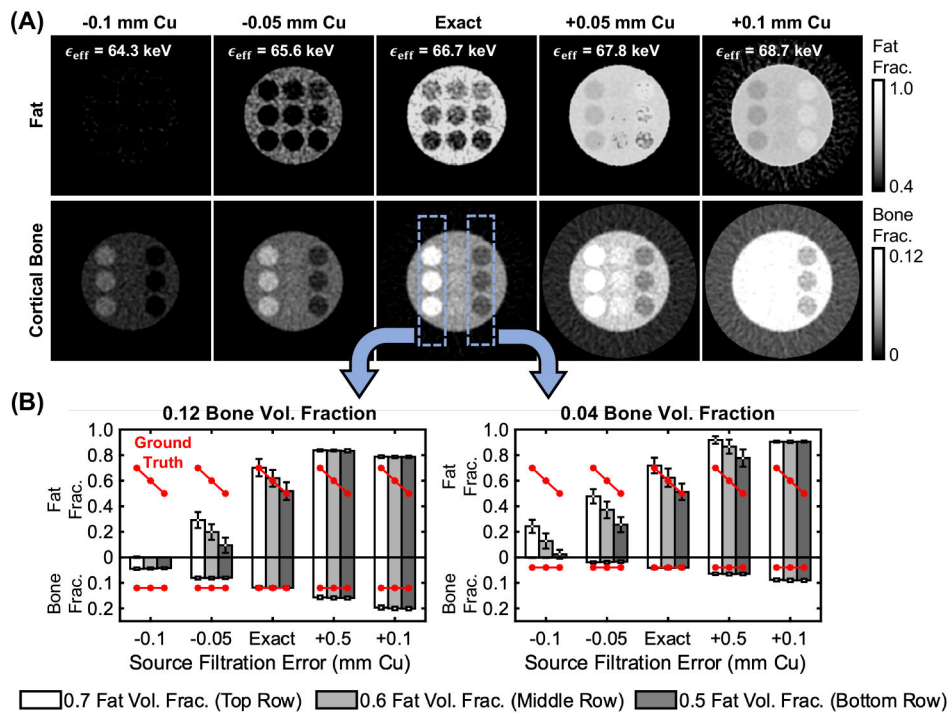 (A)
-0.1 mm Cu -0.05 mm Cu Exact +0.05 mm Cu +0.1 mm Cu
ϵeff = 64.3 keV ϵeff = 65.6 keV ϵeff = 66.7 keV ϵeff = 67.8 keV ϵeff = 68.7 keV
Fat
Frac.
1.0
0.4
Fat
Bone
Frac.
0.12
0
Cortical Bone
(B)
0.12 Bone Vol. Fraction
Ground
Truth
1.0
0.8
0.6
0.4
0.2
0
0.1
0.2
Fat
Frac.
Bone
Frac.
-0.1 -0.05 Exact +0.5 +0.1
Source Filtration Error (mm Cu)
0.04 Bone Vol. Fraction
1.0
0.8
0.6
0.4
0.2
0
0.1
0.2
Fat
Frac.
Bone
Frac.
-0.1 -0.05 Exact +0.5 +0.1
Source Filtration Error (mm Cu)
0.7 Fat Vol. Frac. (Top Row) 0.6 Fat Vol. Frac. (Middle Row) 0.5 Fat Vol. Frac. (Bottom Row)